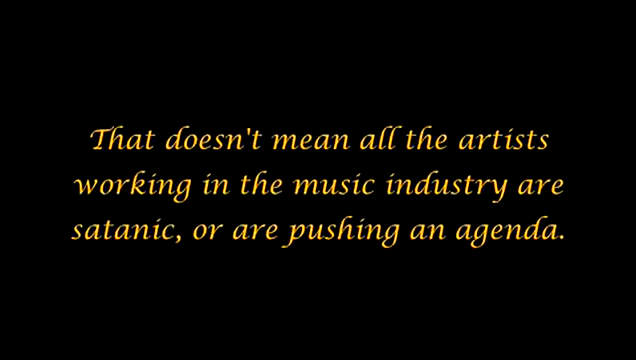 That doesn't mean all the artists
working in the music industry are
satanic, or are pushing an agenda.